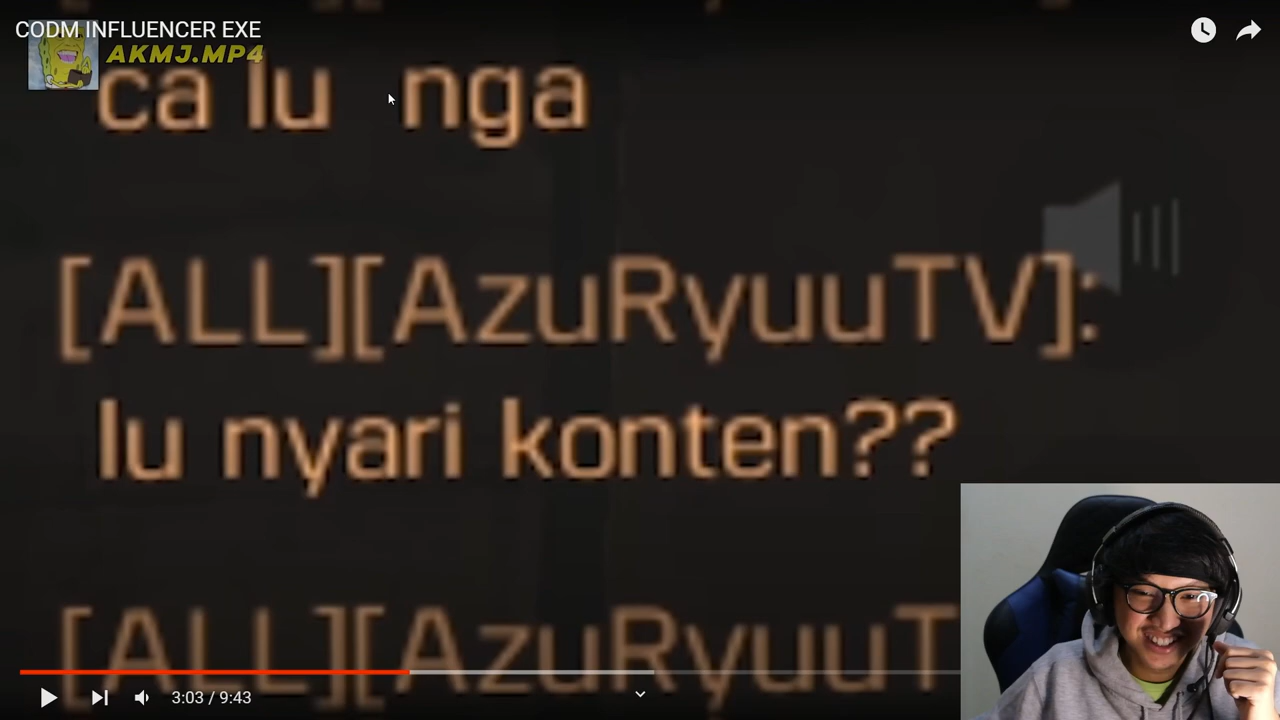 CODM INFLUENCER EXE
AKMJ.MP4
ca lu nga
[ALL][AzuRyuuTV]:
lu nyari konten??
[ALL][AzuRyuuT
3:03 / 9:43